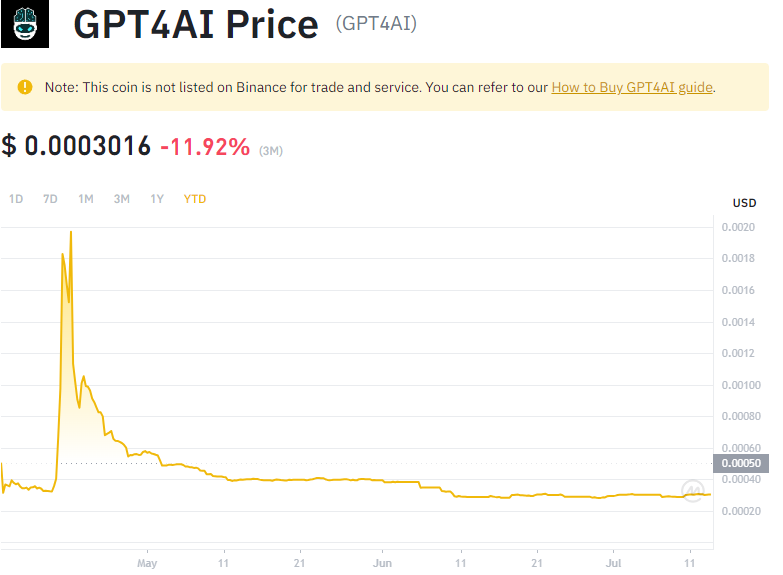 GPT4AI Price (GPT4AI)
Note: This coin is not listed on Binance for trade and service. You can refer to our How to Buy GPT4AI guide.
$ 0.0003016 -11.92% (3M)
1D 7D 1M 3M 1Y YTD
USD
0.0020
0.0018
0.0016
0.0014
0.0012
0.00100
0.00080
0.00060
0.00050
0.00040
0.00020
May 11 21 Jun 11 21 Jul 11